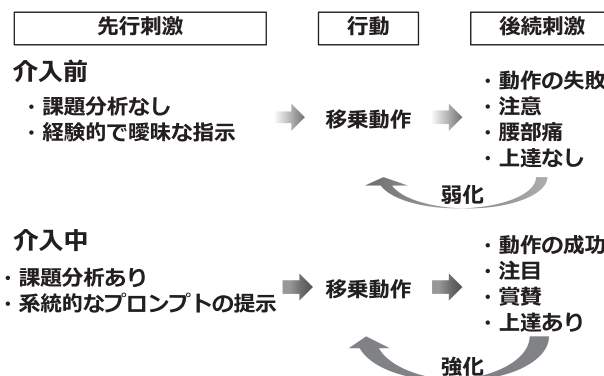 先行刺激
行動
後続刺激
介入前
・課題分析なし
・経験的で曖昧な指示
移乗動作
・動作の失敗
・注意
・腰部痛
・上達なし
弱化
介入中
・課題分析あり
・系統的なプロンプトの提示
移乗動作
・動作の成功
・注目
・賞賛
・上達あり
強化